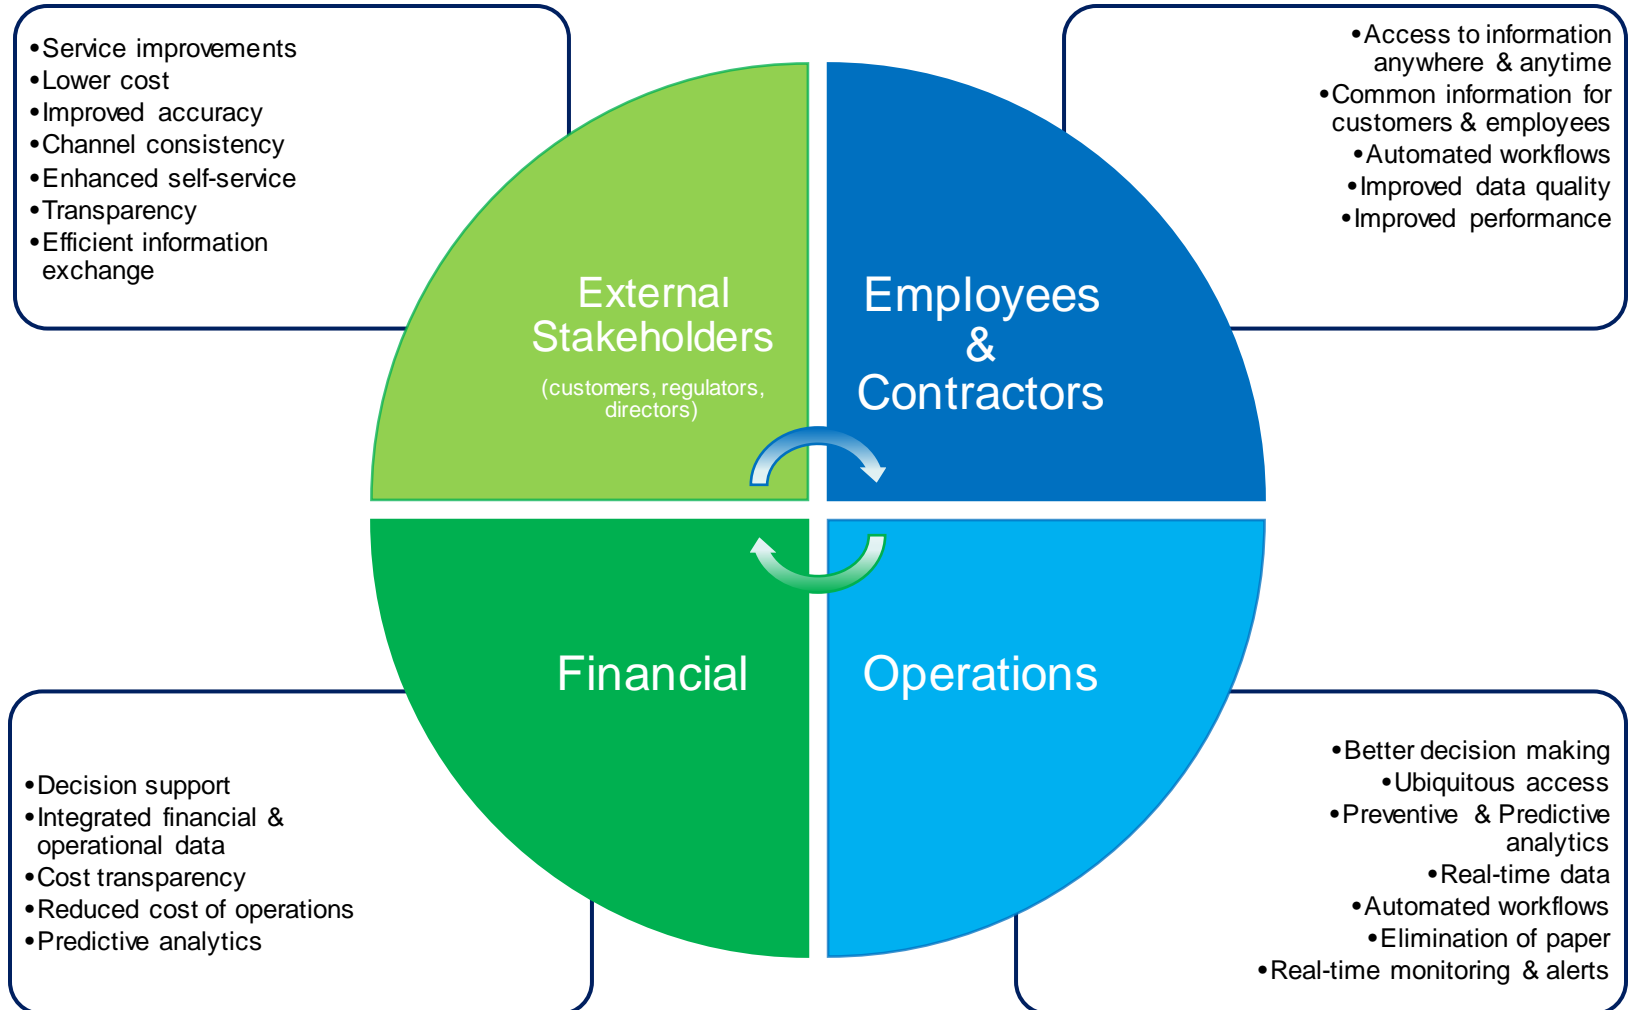 •Service improvements
•Lower cost
•Improved accuracy
•Channel consistency
•Enhanced self-service
•Transparency
•Efficient information
exchange
•Access to information
anywhere & anytime
•Common information for
customers & employees
•Automated workflows
•Improved data quality
•Improved performance
External
Stakeholders
(customers, regulators,
directors)
Employees
&
Contractors
Financial
Operations
•Decision support
•Integrated financial &
operational data
•Cost transparency
•Reduced cost of operations
•Predictive analytics
•Better decision making
•Ubiquitous access
•Preventive & Predictive
analytics
•Real-time data
•Automated workflows
•Elimination of paper
•Real-time monitoring & alerts